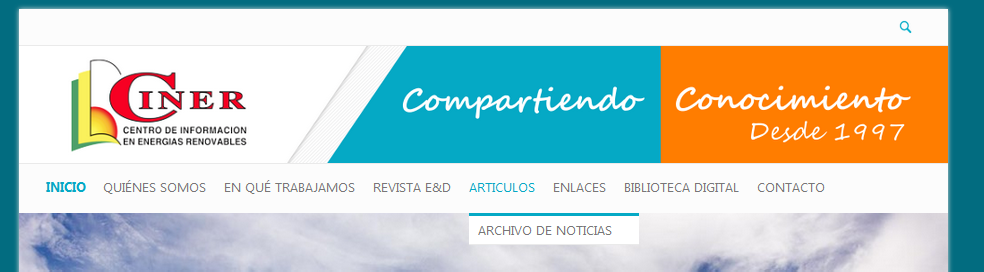 CINER
CENTRO DE INFORMACION
EN ENERGIAS RENOVABLES
Compartiendo Conocimiento
Desde 1997
INICIO QUIÉNES SOMOS EN QUÉ TRABAJAMOS REVISTA E&D ARTICULOS ENLACES BIBLIOTECA DIGITAL CONTACTO
ARCHIVO DE NOTICIAS